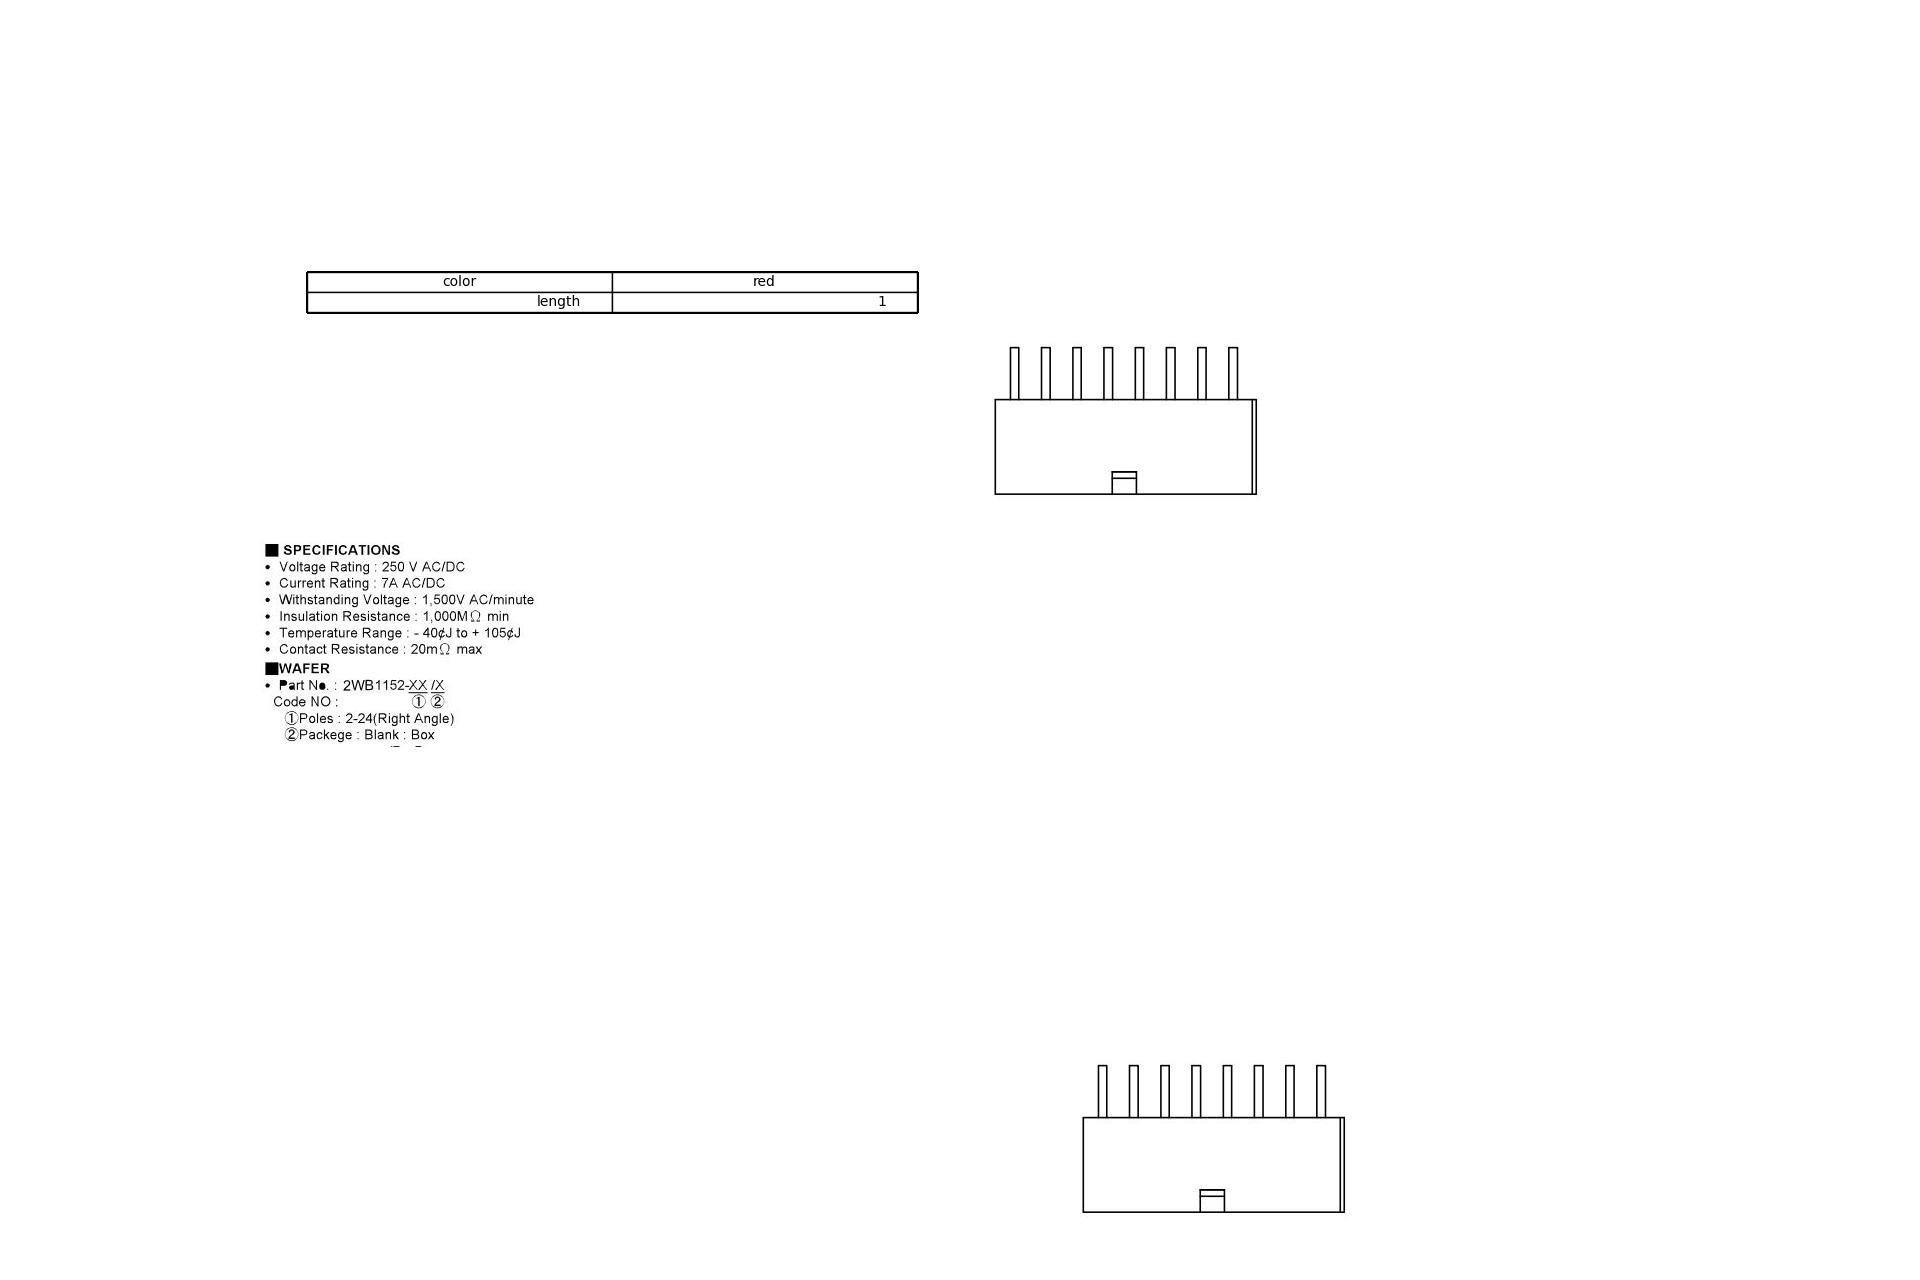 color red
length 1
■ SPECIFICATIONS
• Voltage Rating : 250 V AC/DC
• Current Rating : 7A AC/DC
• Withstanding Voltage : 1,500V AC/minute
• Insulation Resistance : 1,000MΩ min
• Temperature Range : - 40¢J to + 105¢J
• Contact Resistance : 20mΩ max
■WAFER
• Part No. : 2WB1152-XX /X
Code NO : ① ②
①Poles : 2-24(Right Angle)
②Packege : Blank : Box